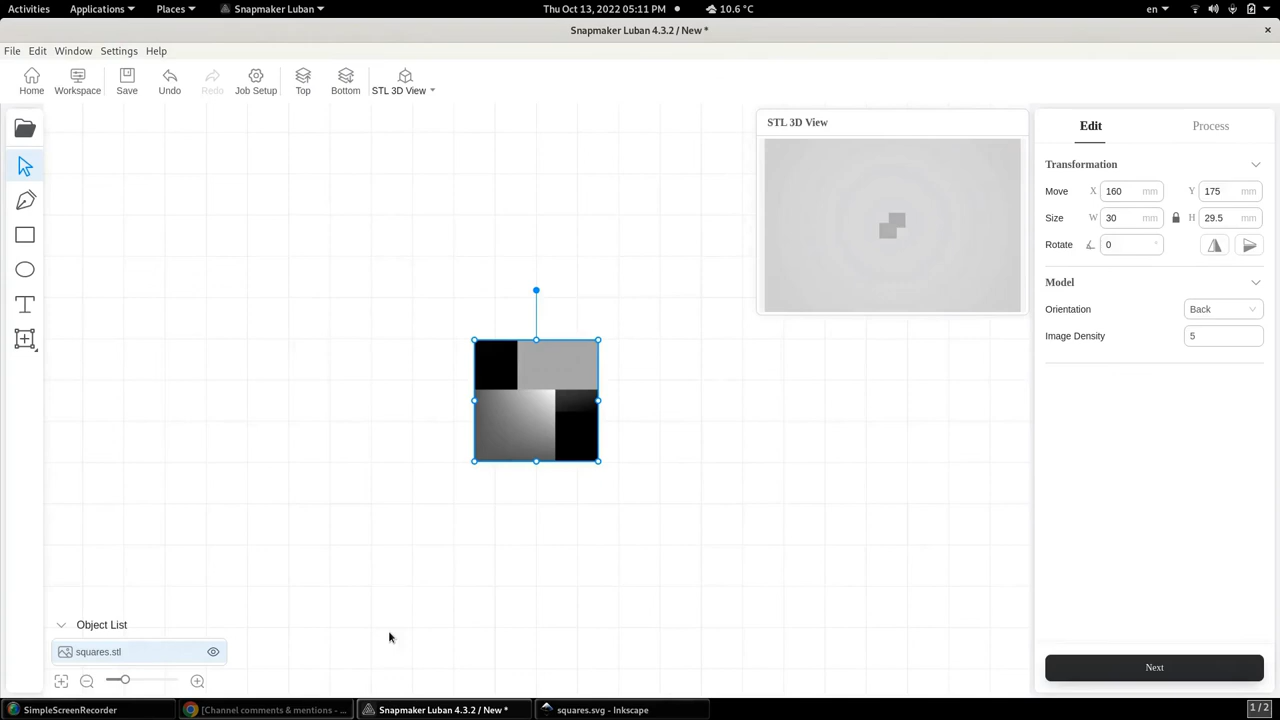 Activities Applications Places Snapmaker Luban Thu Oct 13, 2022 05:11 PM 10.6 °C en
Snapmaker Luban 4.3.2 / New *
File Edit Window Settings Help
Home Workspace Save Undo Redo Job Setup Top Bottom STL 3D View
STL 3D View
Edit Process
Transformation
Move X 160 mm Y 175 mm
Size W 30 mm H 29.5 mm
Rotate 0 °
Model
Orientation Back
Image Density 5
Object List
squares.stl
Next
SimpleScreenRecorder [Channel comments & mentions - ... Snapmaker Luban 4.3.2 / New * squares.svg - Inkscape 1 / 2